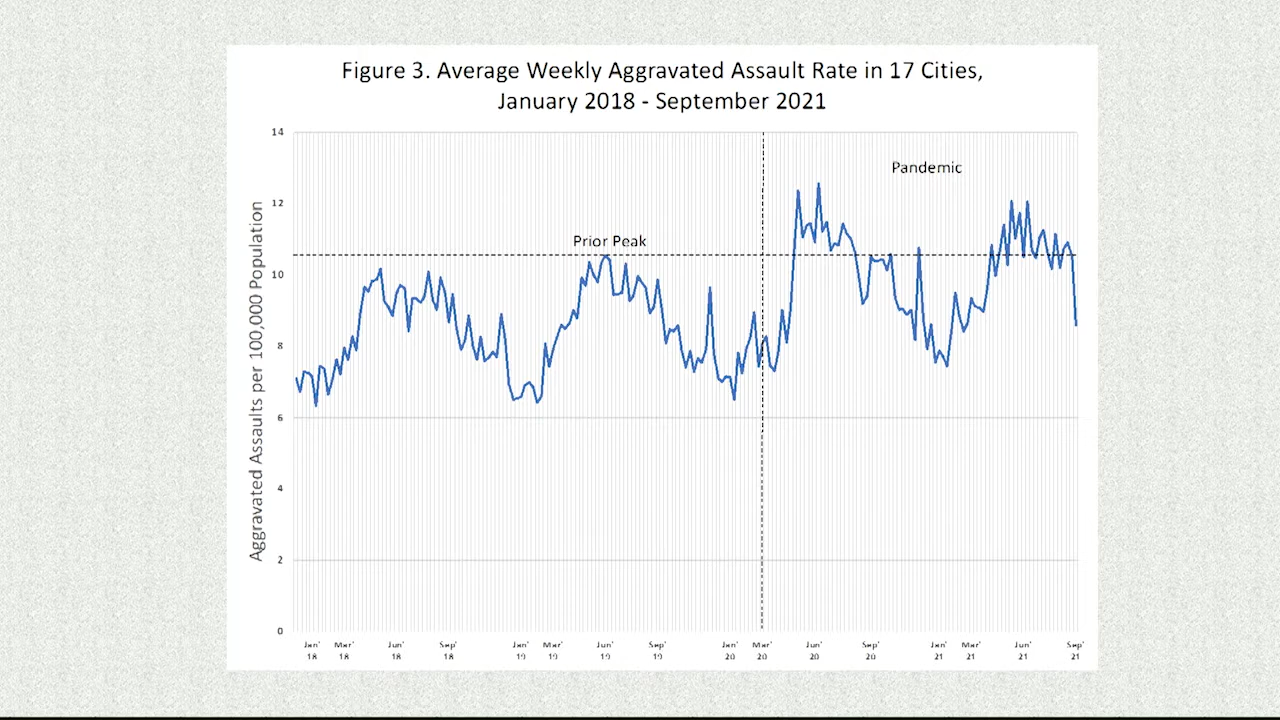 Figure 3. Average Weekly Aggravated Assault Rate in 17 Cities,
January 2018 - September 2021
Aggravated Assaults per 100,000 Population
14
12
10
8
6
4
2
0
Prior Peak
Pandemic
Jan' Mar' Jun' Sep' Jan' Mar' Jun' Sep' Jan' Mar' Jun' Sep' Jan' Mar' Jun' Sep'
18 18 18 18 19 19 19 19 20 20 20 20 21 21 21 21